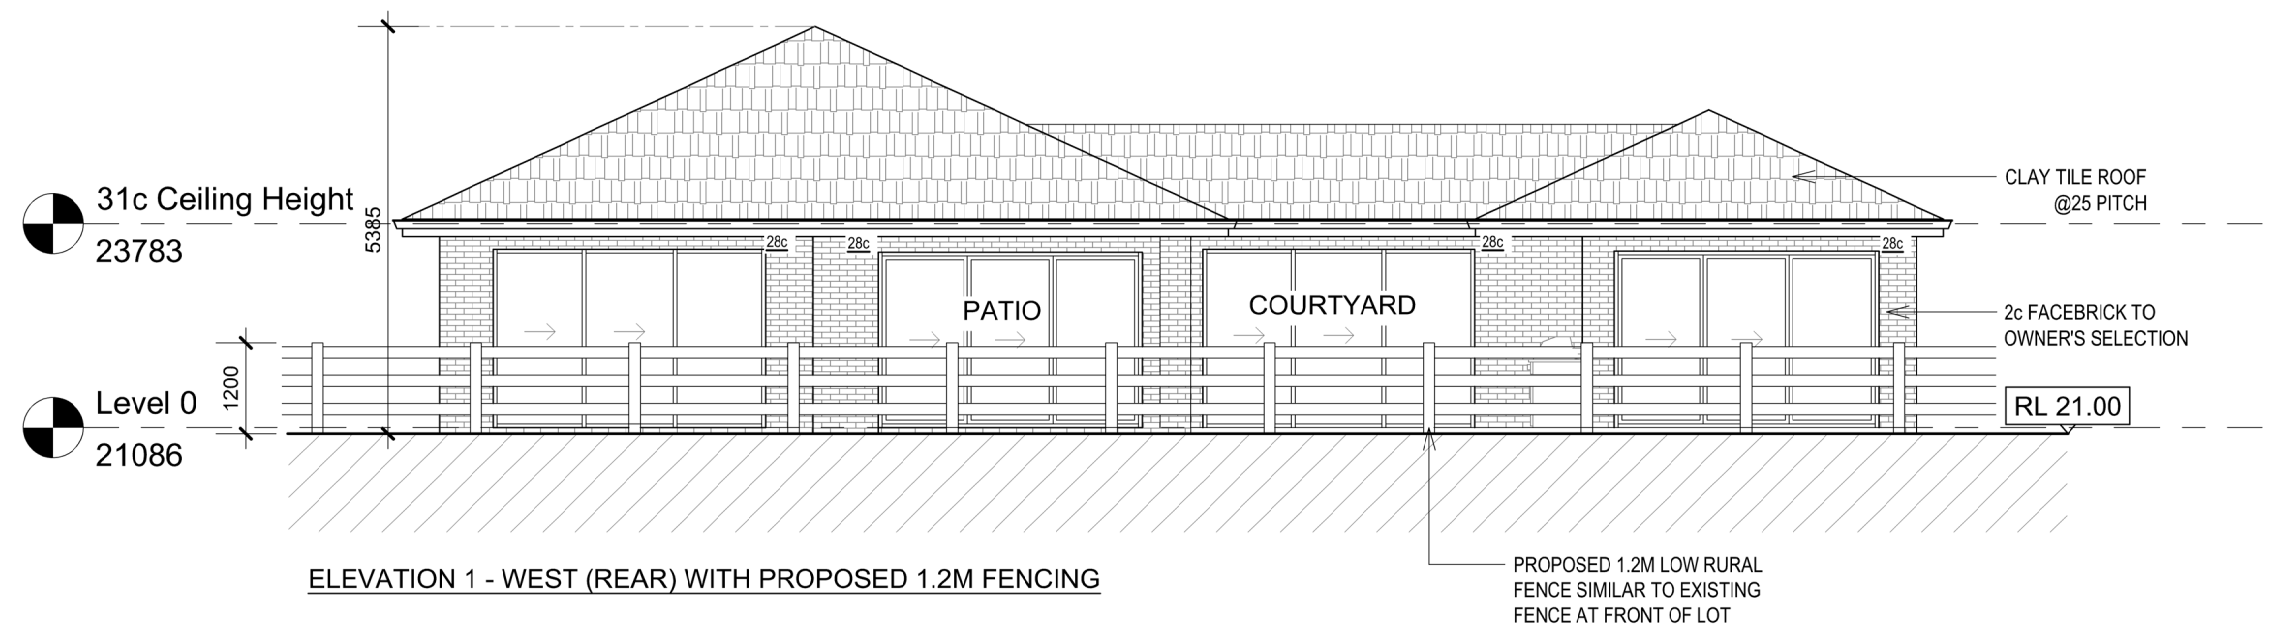 31c Ceiling Height
23783
5385
CLAY TILE ROOF
@25 PITCH
28c
28c
28c
28c
PATIO
COURTYARD
2c FACEBRICK TO
OWNER'S SELECTION
1200
Level 0
21086
RL 21.00
ELEVATION 1 - WEST (REAR) WITH PROPOSED 1.2M FENCING
PROPOSED 1.2M LOW RURAL
FENCE SIMILAR TO EXISTING
FENCE AT FRONT OF LOT